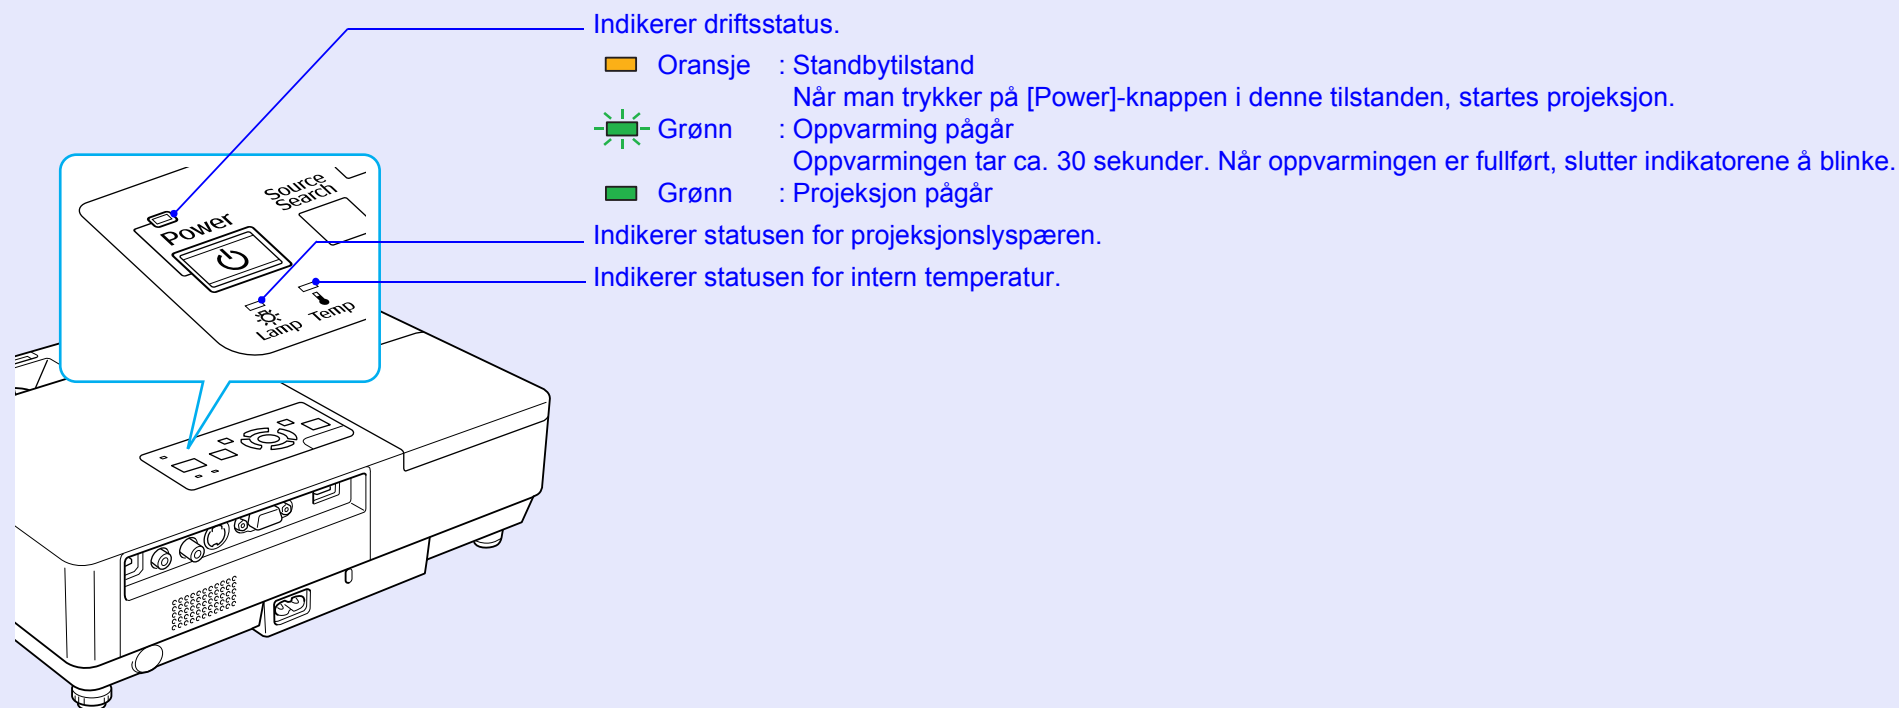 Indikerer driftsstatus.
Oransje : Standbytilstand
Når man trykker på [Power]-knappen i denne tilstanden, startes projeksjon.
Grønn : Oppvarming pågår
Oppvarmingen tar ca. 30 sekunder. Når oppvarmingen er fullført, slutter indikatorene å blinke.
Grønn : Projeksjon pågår
Indikerer statusen for projeksjonslyspæren.
Indikerer statusen for intern temperatur.
Source
Search
Power
Lamp
Temp